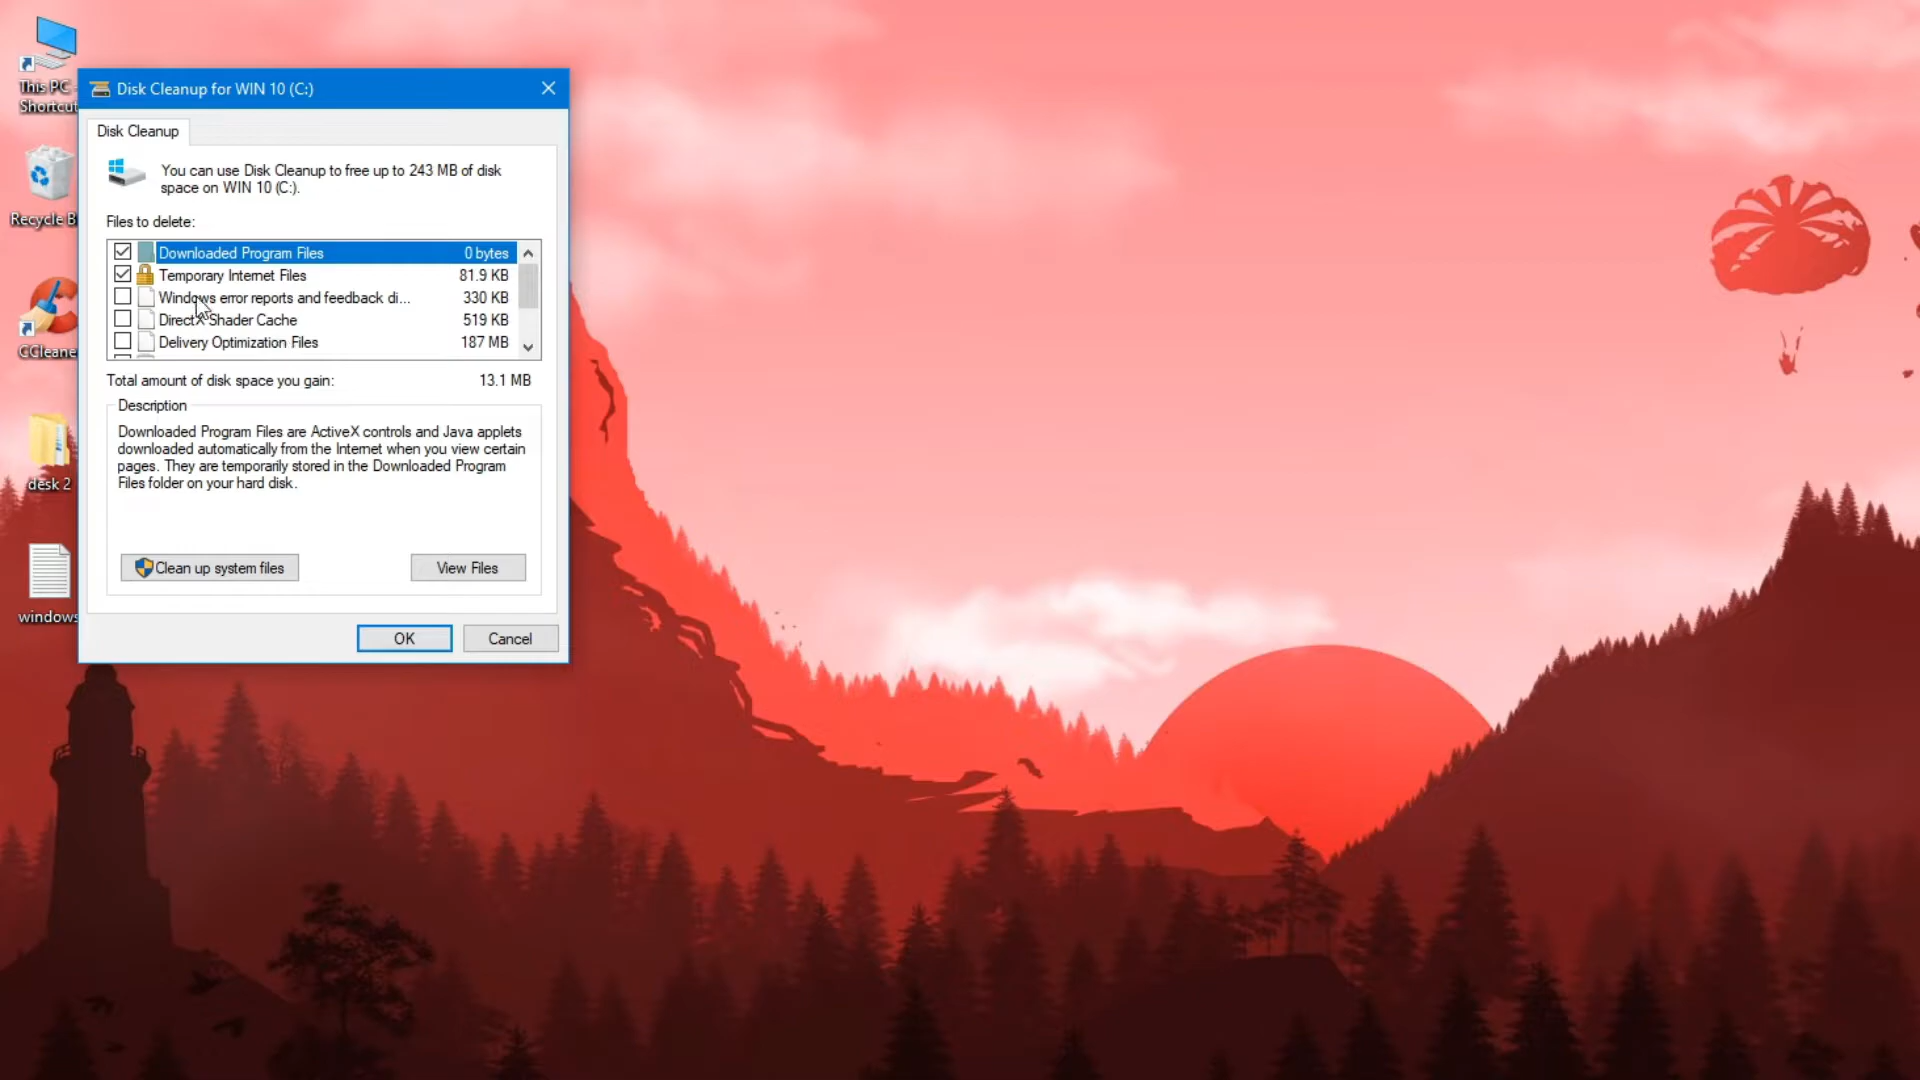 This PC -
Shortcut
Recycle B
CCleane
desk 2
windows
Disk Cleanup for WIN 10 (C:)
Disk Cleanup
You can use Disk Cleanup to free up to 243 MB of disk
space on WIN 10 (C:).
Files to delete:
Downloaded Program Files 0 bytes
Temporary Internet Files 81.9 KB
Windows error reports and feedback di... 330 KB
DirectX Shader Cache 519 KB
Delivery Optimization Files 187 MB
Total amount of disk space you gain: 13.1 MB
Description
Downloaded Program Files are ActiveX controls and Java applets
downloaded automatically from the Internet when you view certain
pages. They are temporarily stored in the Downloaded Program
Files folder on your hard disk.
Clean up system files
View Files
OK
Cancel